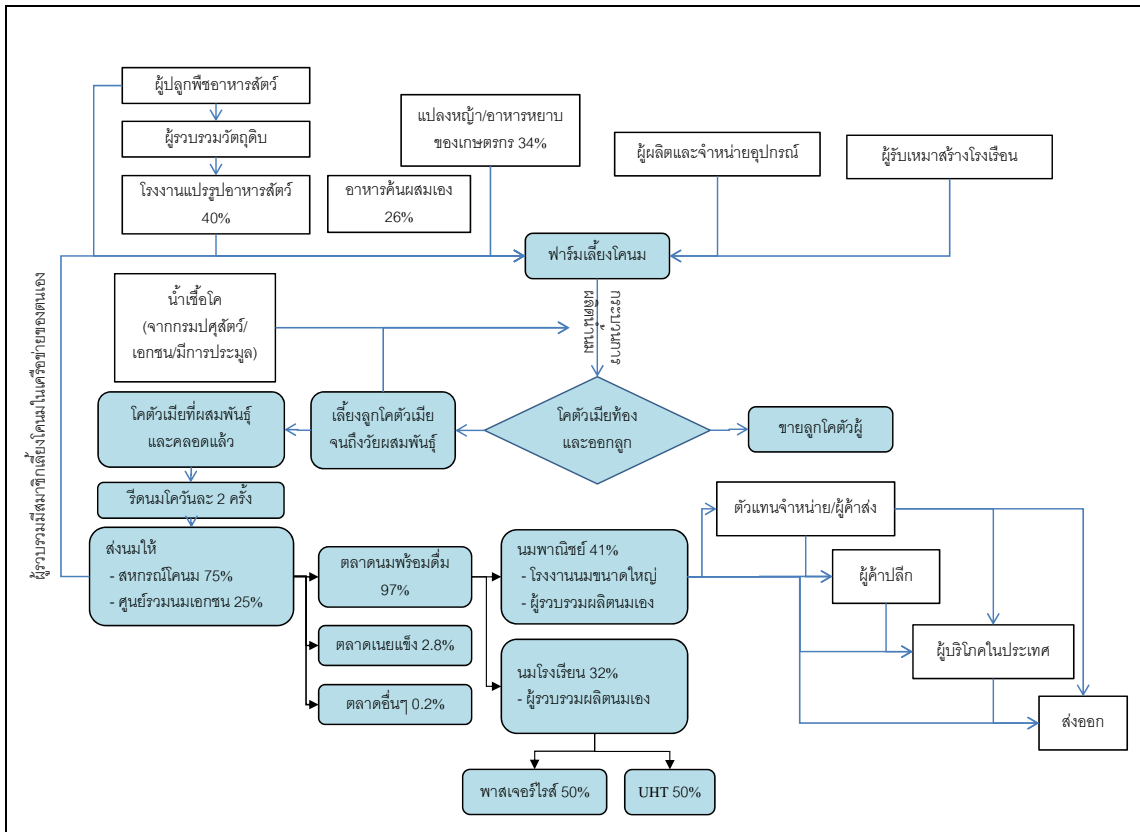 ผู้ปลูกพืชอาหารสัตว์
ผู้รวบรวมวัตถุดิบ
โรงงานแปรรูปอาหารสัตว์
40%
อาหารค้นผสมเอง
26%
แปลงหญ้า/อาหารหยาบ
ของเกษตรกร 34%
ผู้ผลิตและจำหน่ายอุปกรณ์
ผู้รับเหมาสร้างโรงเรือน
ฟาร์มเลี้ยงโคนม
ผู้รวบรวมมีสมาชิกเลี้ยงโคนมในเครือข่ายของตนเอง
น้ำเชื้อโค
(จากกรมปศุสัตว์/
เอกชน/มีการประมูล)
กระบวนการ
ผลิตน้ำนม
โคตัวเมียที่ผสมพันธุ์
และคลอดแล้ว
เลี้ยงลูกโคตัวเมีย
จนถึงวัยผสมพันธุ์
โคตัวเมียท้อง
และออกลูก
ขายลูกโคตัวผู้
รีดนมโควันละ 2 ครั้ง
ส่งนมให้
- สหกรณ์โคนม 75%
- ศูนย์รวมนมเอกชน 25%
ตลาดนมพร้อมดื่ม
97%
ตลาดเนยแข็ง 2.8%
ตลาดอื่นๆ 0.2%
นมพาณิชย์ 41%
- โรงงานนมขนาดใหญ่
- ผู้รวบรวมผลิตนมเอง
นมโรงเรียน 32%
- ผู้รวบรวมผลิตนมเอง
พาสเจอร์ไรส์ 50%
UHT 50%
ตัวแทนจำหน่าย/ผู้ค้าส่ง
ผู้ค้าปลีก
ผู้บริโภคในประเทศ
ส่งออก